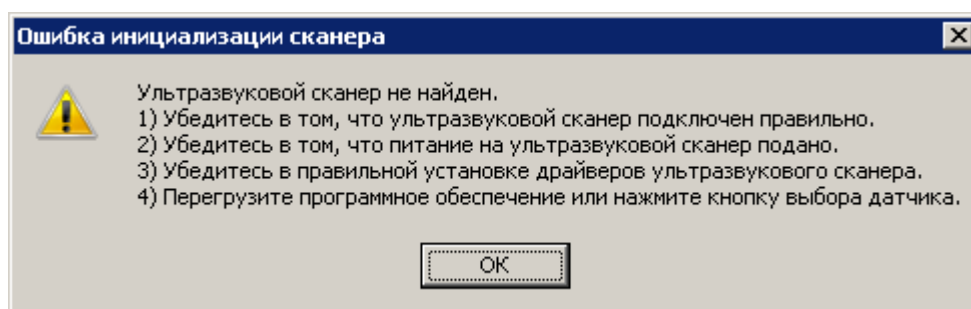 Ошибка инициализации сканера
Ультразвуковой сканер не найден.
1) Убедитесь в том, что ультразвуковой сканер подключен правильно.
2) Убедитесь в том, что питание на ультразвуковой сканер подано.
3) Убедитесь в правильной установке драйверов ультразвукового сканера.
4) Перегрузите программное обеспечение или нажмите кнопку выбора датчика.
OK